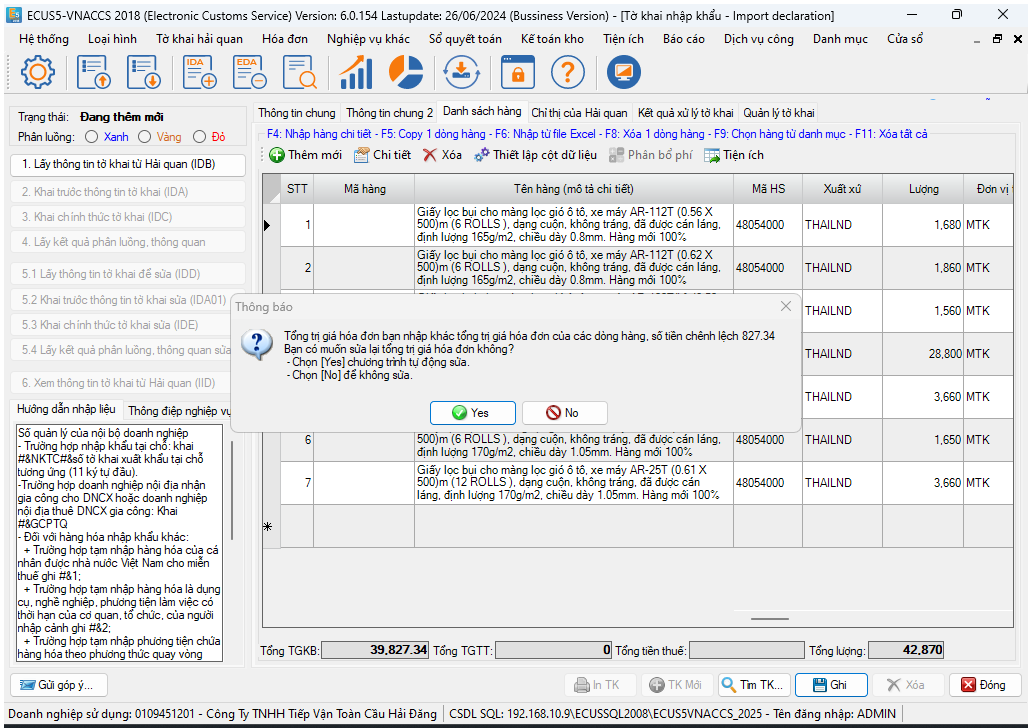 ECUS5-VNACCS 2018 (Electronic Customs Service) Version: 6.0.154 Lastupdate: 26/06/2024 (Bussiness Version) - [Tờ khai nhập khẩu - Import declaration]
Hệ thống Loại hình Tờ khai hải quan Hóa đơn Nghiệp vụ khác Sổ quyết toán Kế toán kho Tiện ích Báo cáo Dịch vụ công Danh mục Cửa sổ
IDA EDA
Trạng thái: Đang thêm mới
Phân luồng: Xanh Vàng Đỏ
1. Lấy thông tin tờ khai từ Hải quan (IDB)
2. Khai trước thông tin tờ khai (IDA)
3. Khai chính thức tờ khai (IDC)
4. Lấy kết quả phân luồng, thông quan
5.1 Lấy thông tin tờ khai để sửa (IDD)
5.2 Khai trước thông tin tờ khai sửa (IDA01)
5.3 Khai chính thức tờ khai sửa (IDE)
5.4 Lấy kết quả phân luồng, thông quan sửa
6. Xem thông tin tờ khai từ Hải quan (IID)
Hướng dẫn nhập liệu Thông điệp nghiệp vụ
Số quản lý của nội bộ doanh nghiệp
- Trường hợp nhập khẩu tại chỗ: khai
#&NKTC#&số tờ khai xuất khẩu tại chỗ
tương ứng (11 ký tự đầu).
-Trường hợp doanh nghiệp nội địa nhận
gia công cho DNCX hoặc doanh nghiệp
nội địa thuê DNCX gia công: Khai
#&GCPTQ
- Đối với hàng hóa nhập khẩu khác:
+ Trường hợp tạm nhập hàng hóa của cá
nhân được nhà nước Việt Nam cho miễn
thuế ghi #&1;
+ Trường hợp tạm nhập hàng hóa là dụng
cụ, nghề nghiệp, phương tiện làm việc có
thời hạn của cơ quan, tổ chức, của người
nhập cảnh ghi #&2;
+ Trường hợp tạm nhập phương tiện chứa
hàng hóa theo phương thức quay vòng
Thông tin chung Thông tin chung 2 Danh sách hàng Chỉ thị của Hải quan Kết quả xử lý tờ khai Quản lý tờ khai
F4: Nhập hàng chi tiết - F5: Copy 1 dòng hàng - F6: Nhập từ file Excel - F8: Xóa 1 dòng hàng - F9: Chọn hàng từ danh mục - F11: Xóa tất cả
Thêm mới Chi tiết Xóa Thiết lập cột dữ liệu Phân bổ phí Tiện ích
STT Mã hàng Tên hàng (mô tả chi tiết) Mã HS Xuất xứ Lượng Đơn vị
1 Giấy lọc bụi cho màng lọc gió ô tô, xe máy AR-112T (0.56 X
500)m (6 ROLLS ), dạng cuộn, không tráng, đã được cán láng,
định lượng 165g/m2, chiều dày 0.8mm. Hàng mới 100% 48054000 THAILND 1,680 MTK
2 Giấy lọc bụi cho màng lọc gió ô tô, xe máy AR-112T (0.62 X
500)m (6 ROLLS ), dạng cuộn, không tráng, đã được cán láng,
định lượng 165g/m2, chiều dày 0.8mm. Hàng mới 100% 48054000 THAILND 1,860 MTK
THAILND 1,560 MTK
THAILND 28,800 MTK
THAILND 3,660 MTK
6 500)m (6 ROLLS ), dạng cuộn, không tráng, đã được cán láng,
định lượng 170g/m2, chiều dày 1.05mm. Hàng mới 100% 48054000 THAILND 1,650 MTK
7 Giấy lọc bụi cho màng lọc gió ô tô, xe máy AR-25T (0.61 X
500)m (12 ROLLS ), dạng cuộn, không tráng, đã được cán
láng, định lượng 170g/m2, chiều dày 1.05mm. Hàng mới 100% 48054000 THAILND 3,660 MTK
Thông báo
Tổng trị giá hóa đơn bạn nhập khác tổng trị giá hóa đơn của các dòng hàng, số tiền chênh lệch 827.34
Bạn có muốn sửa lại tổng trị giá hóa đơn không?
- Chọn [Yes] chương trình tự động sửa.
- Chọn [No] để không sửa.
Yes No
Tổng TGKB: 39,827.34 Tổng TGTT: 0 Tổng tiền thuế: Tổng lượng: 42,870
Gửi góp ý... In TK TK Mới Tìm TK... Ghi Xóa Đóng
Doanh nghiệp sử dụng: 0109451201 - Công Ty TNHH Tiếp Vận Toàn Cầu Hải Đăng CSDL SQL: 192.168.10.9\ECUSSQL2008\ECUS5VNACCS_2025 - Tên đăng nhập: ADMIN